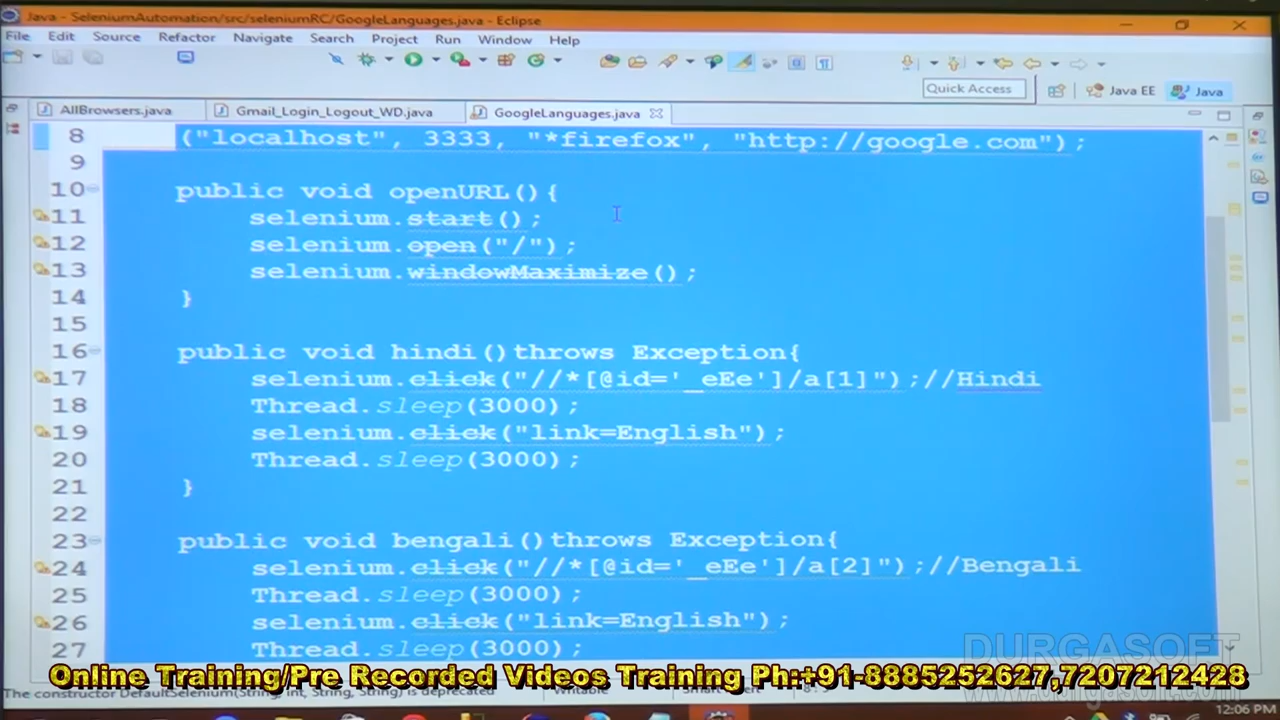 Java - SeleniumAutomation/src/seleniumRC/GoogleLanguages.java - Eclipse
File Edit Source Refactor Navigate Search Project Run Window Help
Quick Access
Java EE
Java
AllBrowsers.java
Gmail_Login_Logout_WD.java
GoogleLanguages.java
8 ("localhost", 3333, "*firefox", "http://google.com");
9
10 public void openURL(){
11 selenium.start();
12 selenium.open("/");
13 selenium.windowMaximize();
14 }
15
16 public void hindi()throws Exception{
17 selenium.click("//*[@id='_eEe']/a[1]");//Hindi
18 Thread.sleep(3000);
19 selenium.click("link=English");
20 Thread.sleep(3000);
21 }
22
23 public void bengali()throws Exception{
24 selenium.click("//*[@id='_eEe']/a[2]");//Bengali
25 Thread.sleep(3000);
26 selenium.click("link=English");
27 Thread.sleep(3000);
DURGASOFT
Online Training/Pre Recorded Videos Training Ph:+91-8885252627,7207212428
The constructor DefaultSelenium(String, int, String, String) is deprecated
Writable
Smart Insert
12:06 PM